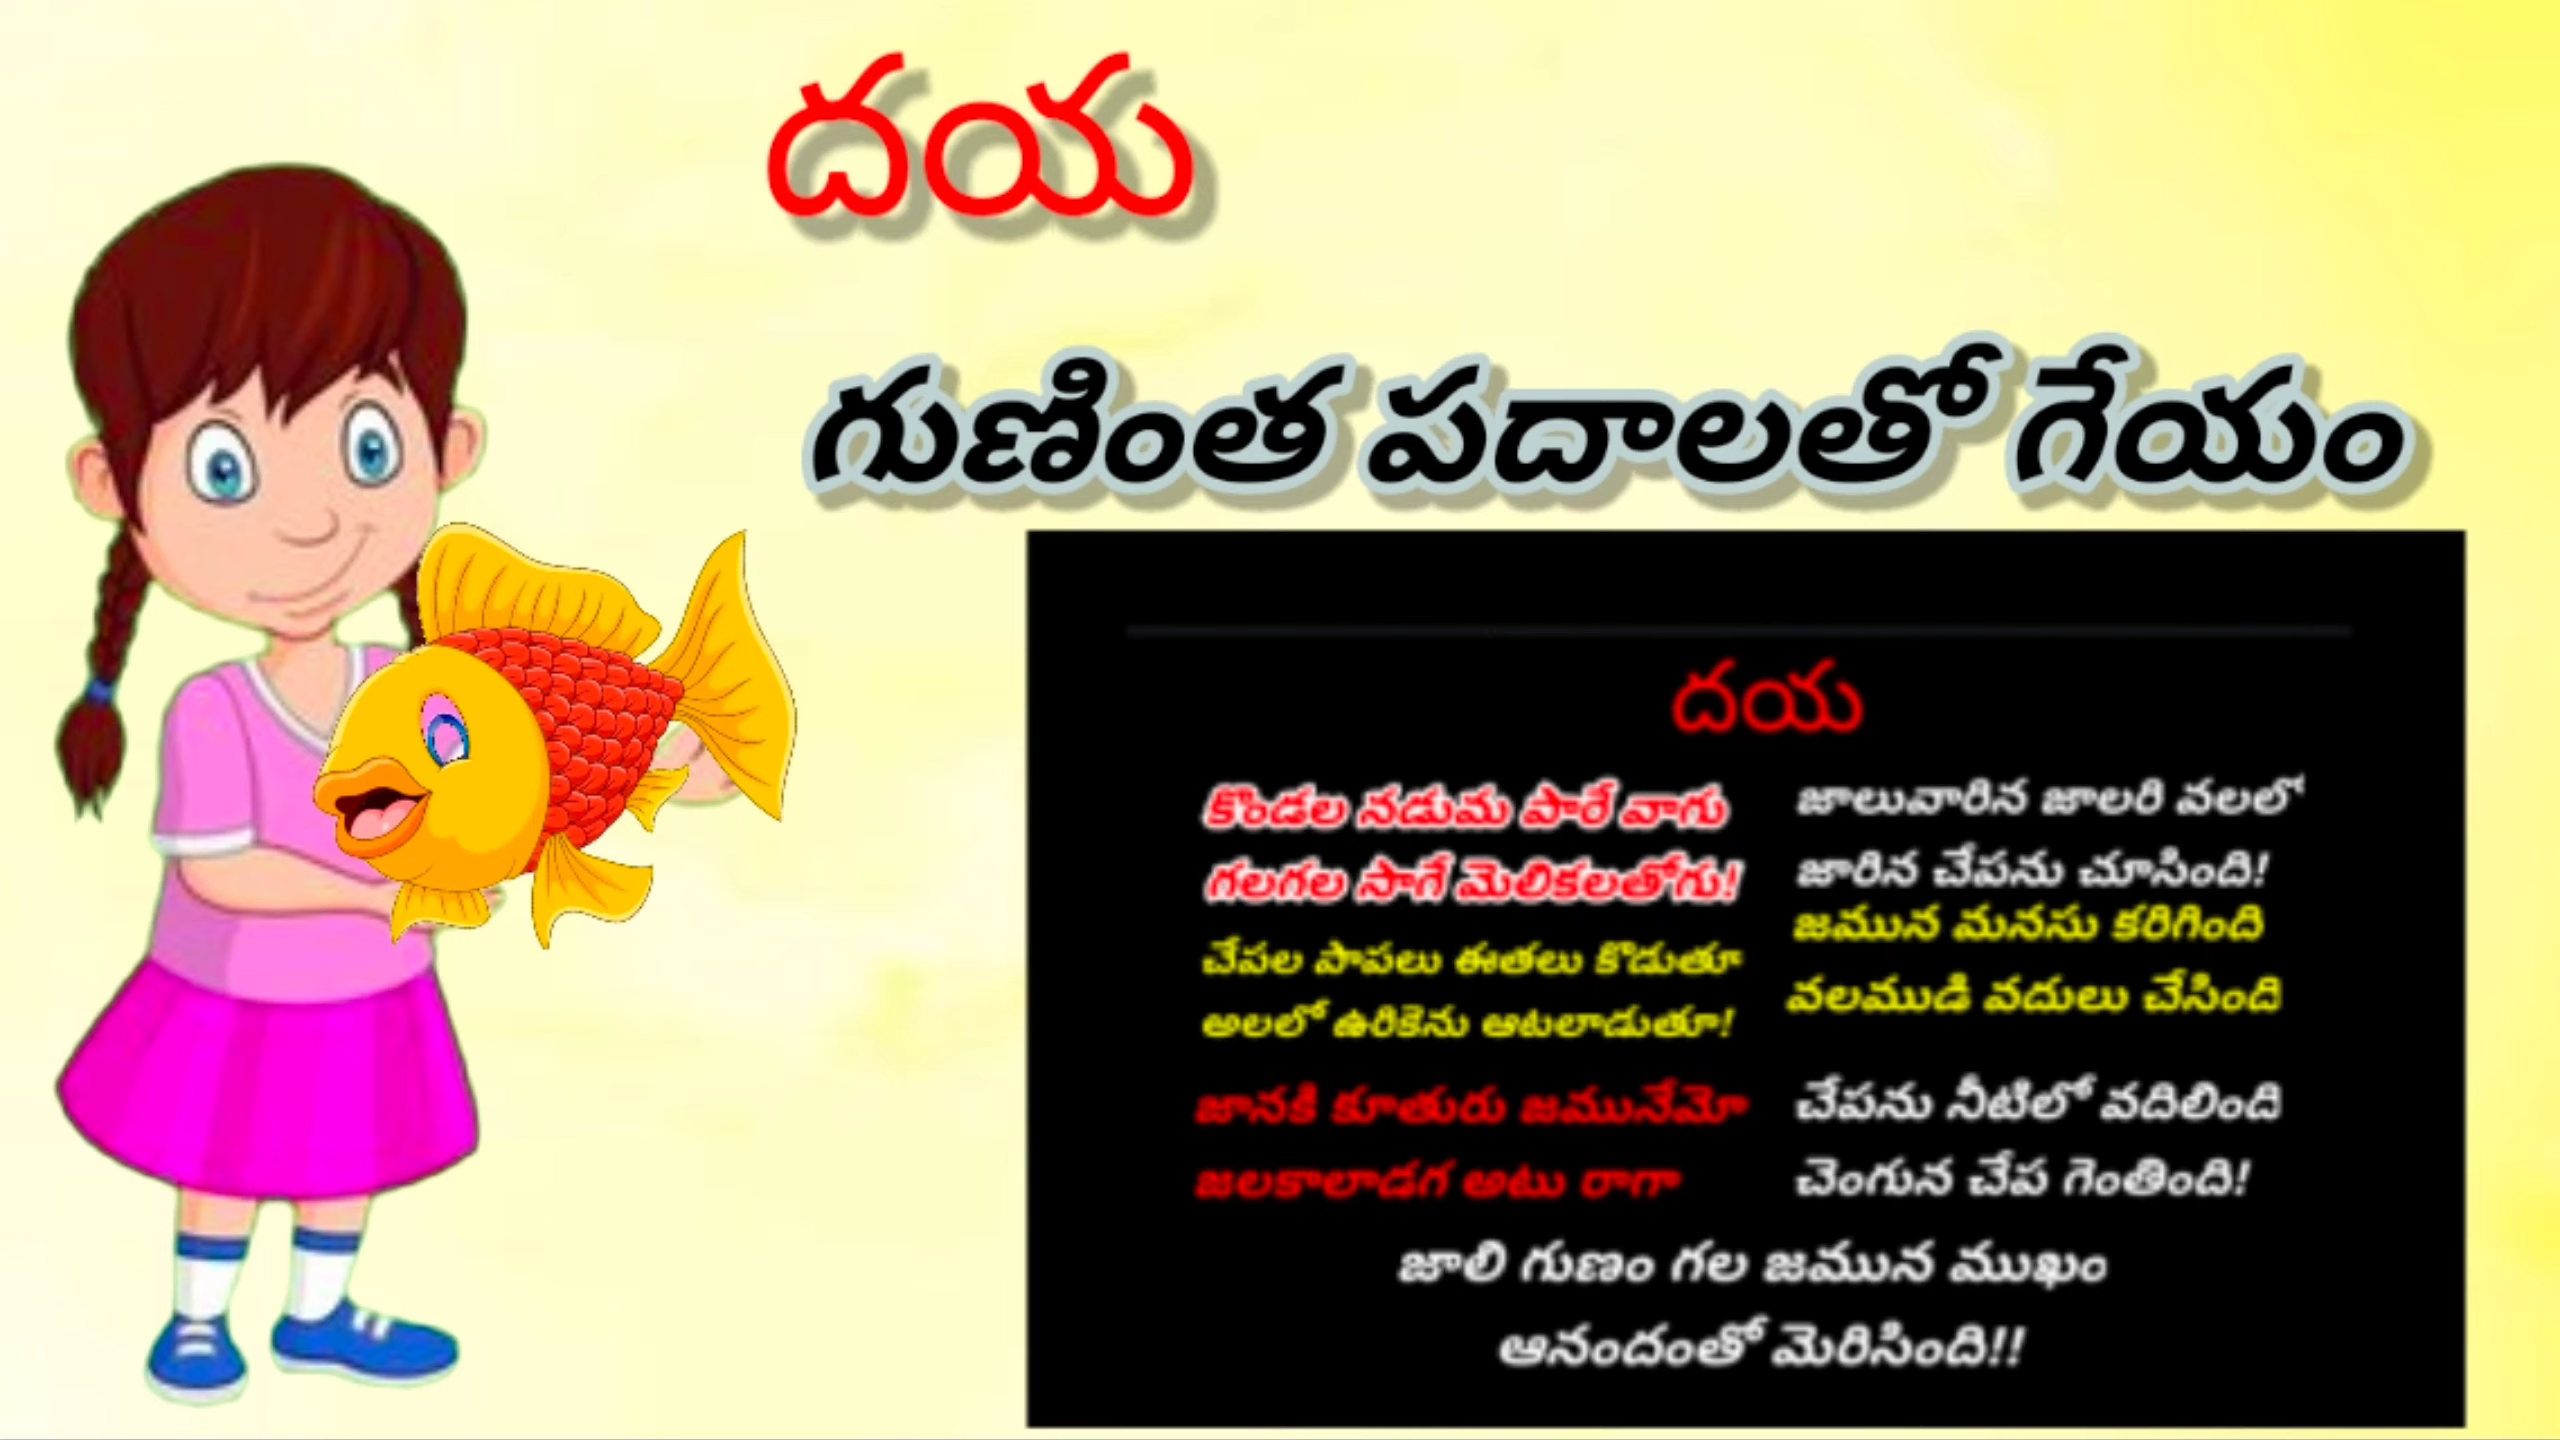 దయ
గుణింత పదాలతో గేయం
దయ
కొండల నడుమ పారే వాగు
గలగల సాగే మెలికలతోగు!
చేపల పాపలు ఈతలు కొడుతూ
అలలో ఉరికెను ఆటలాడుతూ!
జానకి కూతురు జమునేమో
జలకాలాడగ అటు రాగా
జాలువారిన జాలరి వలలో
జారిన చేపను చూసింది!
జమున మనసు కరిగింది
వలముడి వదులు చేసింది
చేపను నీటిలో వదిలింది
చెంగున చేప గెంతింది!
జాలి గుణం గల జమున ముఖం
ఆనందంతో మెరిసింది!!